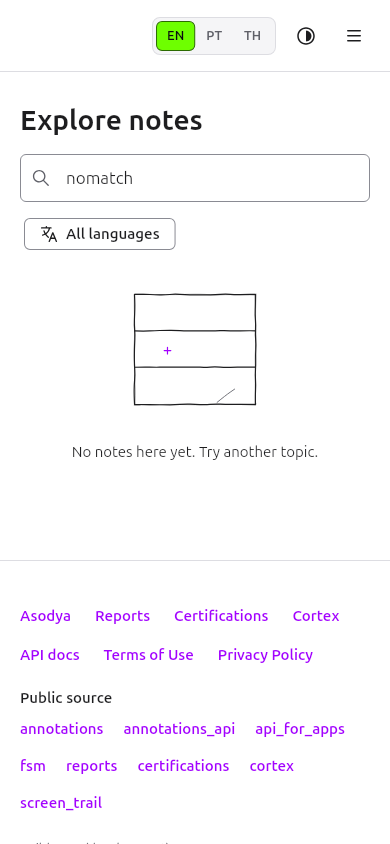 EN PT TH
Explore notes
nomatch
All languages
No notes here yet. Try another topic.
Asodya Reports Certifications Cortex
API docs Terms of Use Privacy Policy
Public source
annotations annotations_api api_for_apps
fsm reports certifications cortex
screen_trail